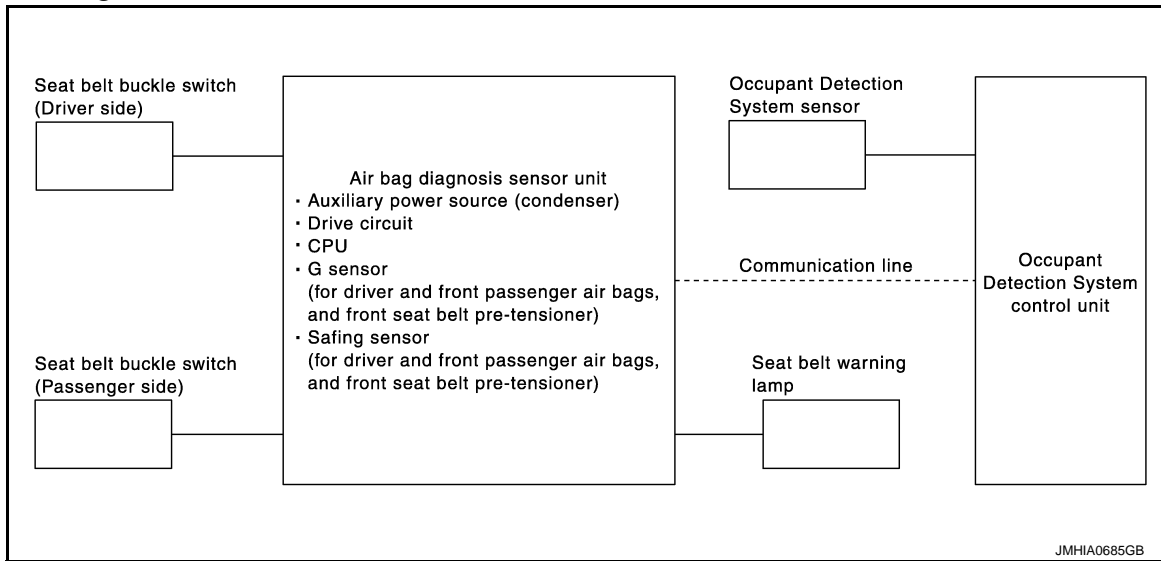 Seat belt buckle switch
(Driver side)
Air bag diagnosis sensor unit
· Auxiliary power source (condenser)
· Drive circuit
· CPU
· G sensor
(for driver and front passenger air bags,
and front seat belt pre-tensioner)
· Safing sensor
(for driver and front passenger air bags,
and front seat belt pre-tensioner)
Seat belt buckle switch
(Passenger side)
Occupant Detection
System sensor
Communication line
Occupant
Detection System
control unit
Seat belt warning
lamp
JMHIA0685GB